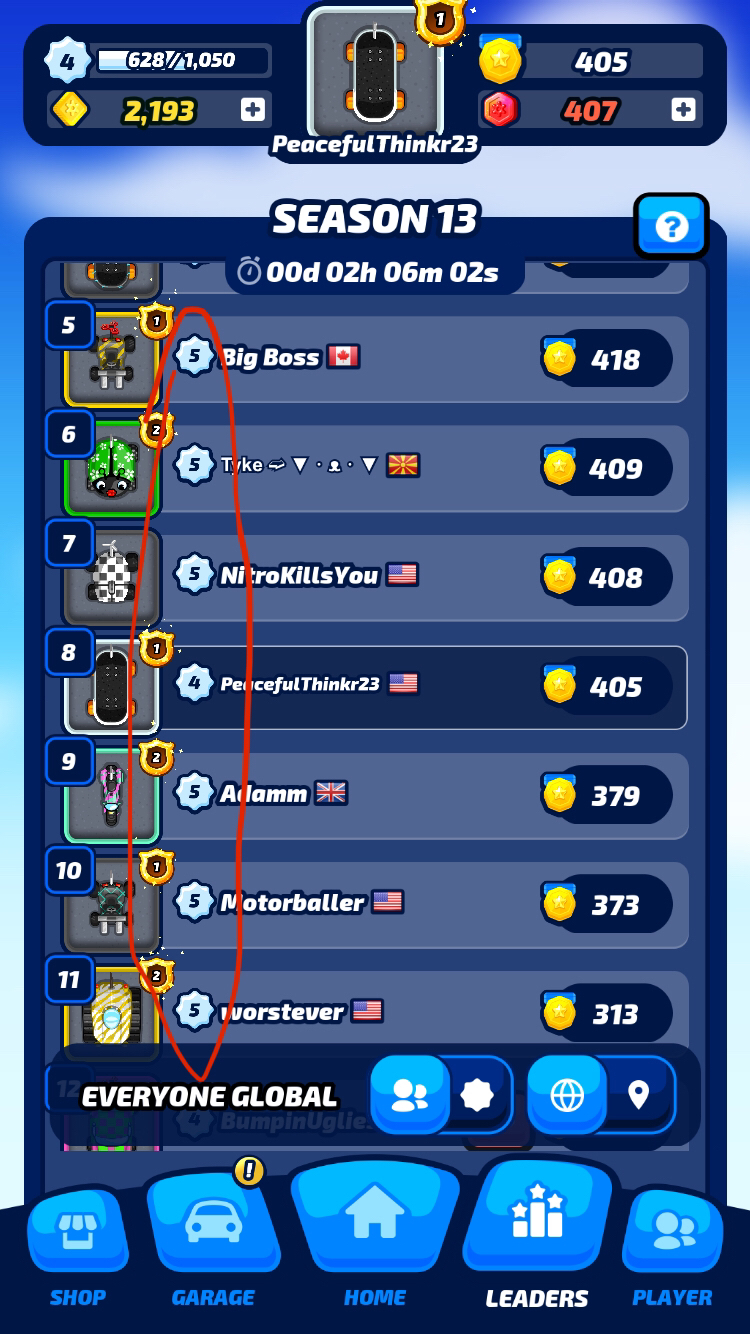 1
4 628/1,050
405
2,193 +
407 +
PeacefulThinkr23
SEASON 13
?
00d 02h 06m 02s
5 1 5 Big Boss 418
6 2 5 Tyke ➫ ▼・ᴥ・▼ 409
7 5 NitroKillsYou 408
8 1 4 PeacefulThinkr23 405
9 2 5 Adamm 379
10 1 5 Motorballer 373
11 2 5 worstever 313
EVERYONE GLOBAL
12 4 BumpinUglies
!
SHOP GARAGE HOME LEADERS PLAYER